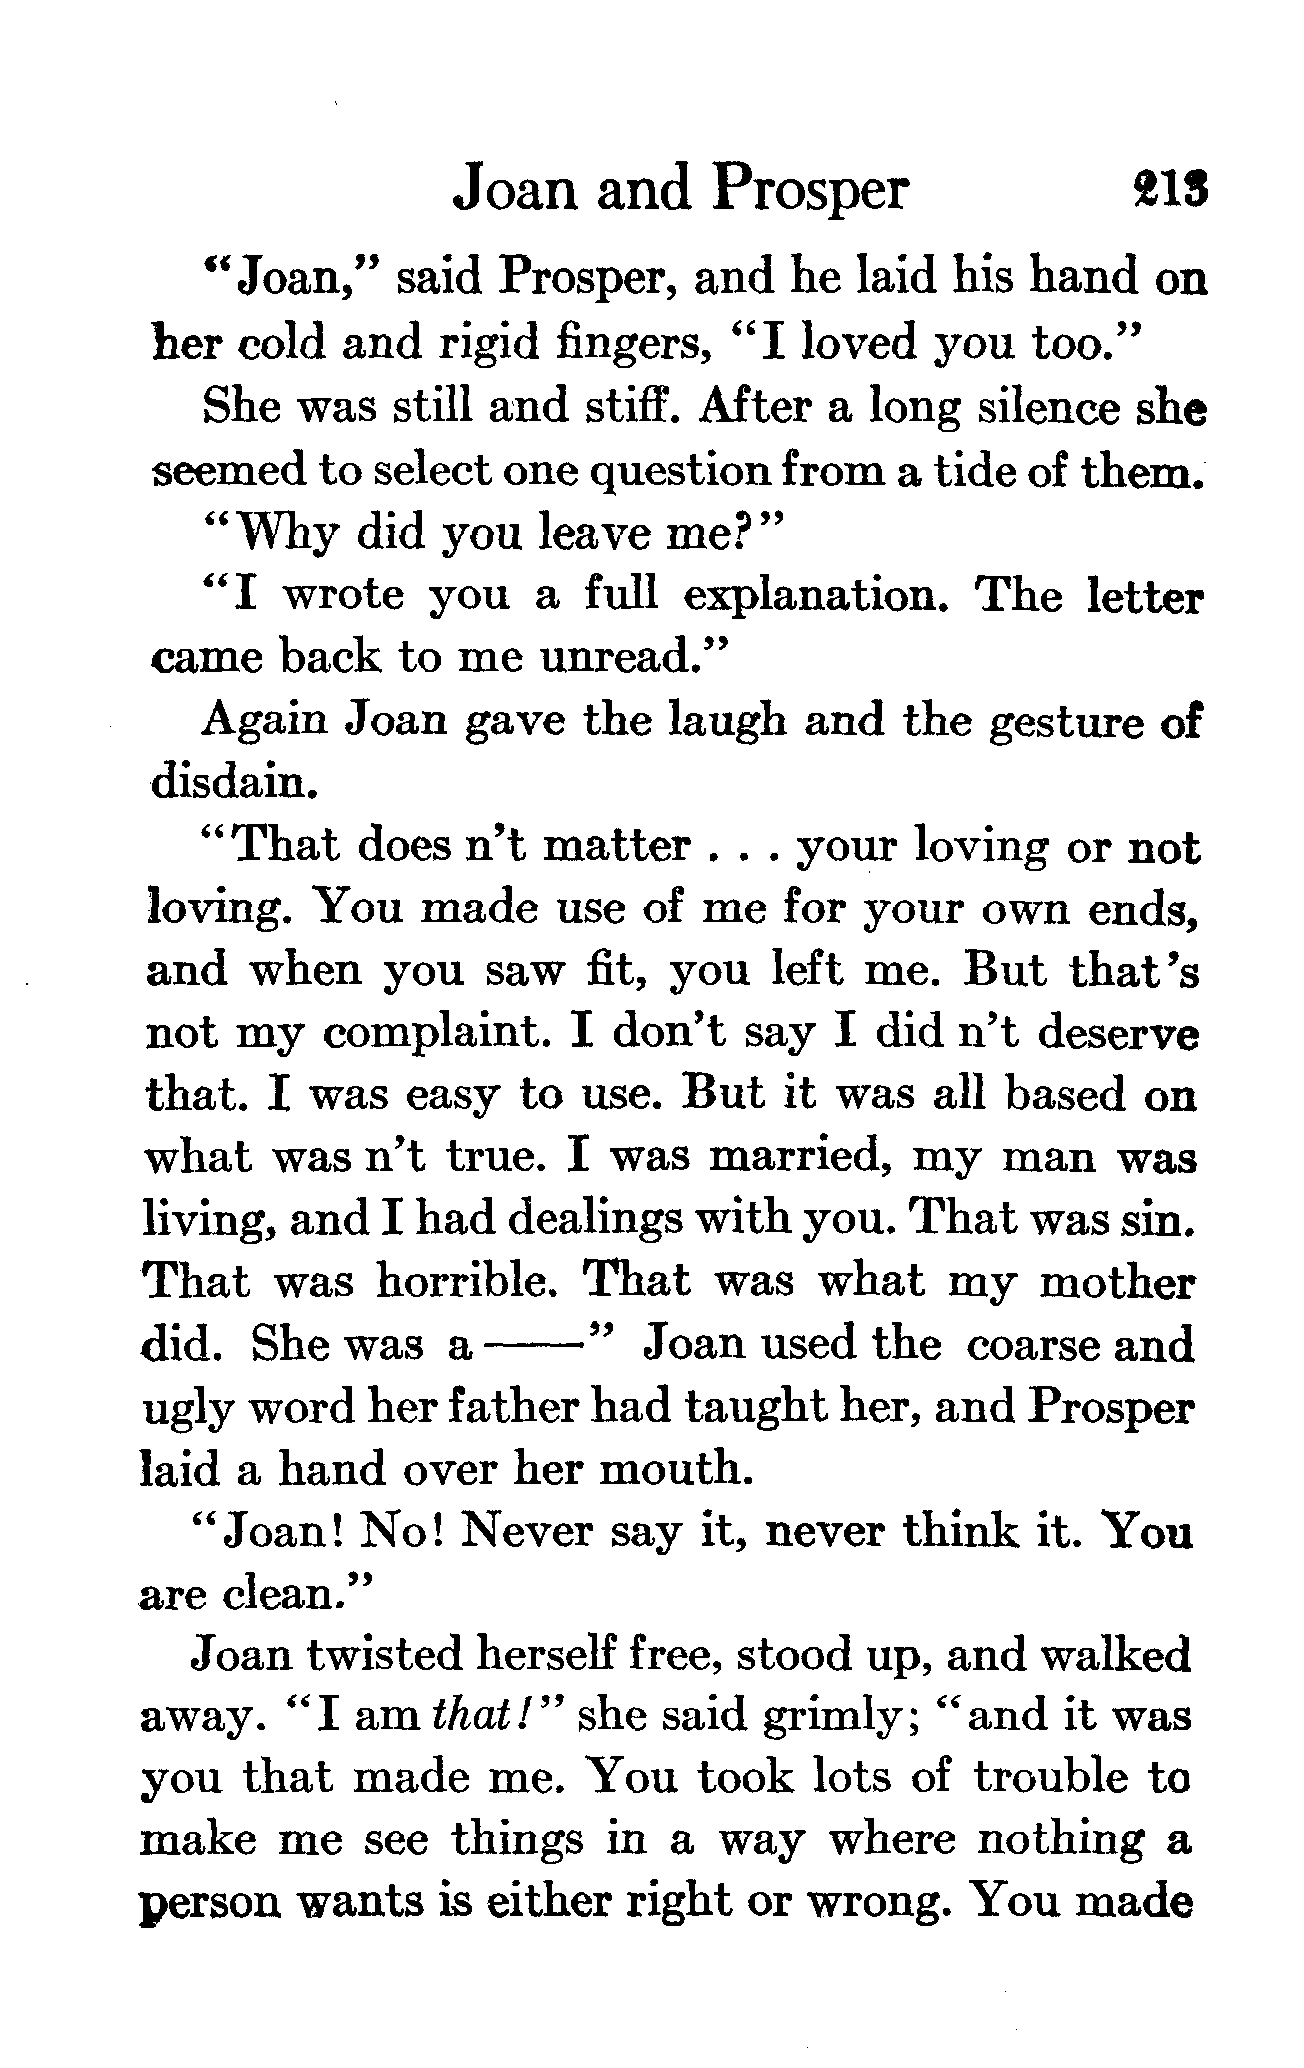 Joan and Prosper 213
"Joan," said Prosper, and he laid his hand on
her cold and rigid fingers, "I loved you too."
She was still and stiff. After a long silence she
seemed to select one question from a tide of them.
"Why did you leave me?"
"I wrote you a full explanation. The letter
came back to me unread."
Again Joan gave the laugh and the gesture of
disdain.
"That does n't matter . . . your loving or not
loving. You made use of me for your own ends,
and when you saw fit, you left me. But that's
not my complaint. I don't say I did n't deserve
that. I was easy to use. But it was all based on
what was n't true. I was married, my man was
living, and I had dealings with you. That was sin.
That was horrible. That was what my mother
did. She was a ——" Joan used the coarse and
ugly word her father had taught her, and Prosper
laid a hand over her mouth.
"Joan! No! Never say it, never think it. You
are clean."
Joan twisted herself free, stood up, and walked
away. "I am that!" she said grimly; "and it was
you that made me. You took lots of trouble to
make me see things in a way where nothing a
person wants is either right or wrong. You made